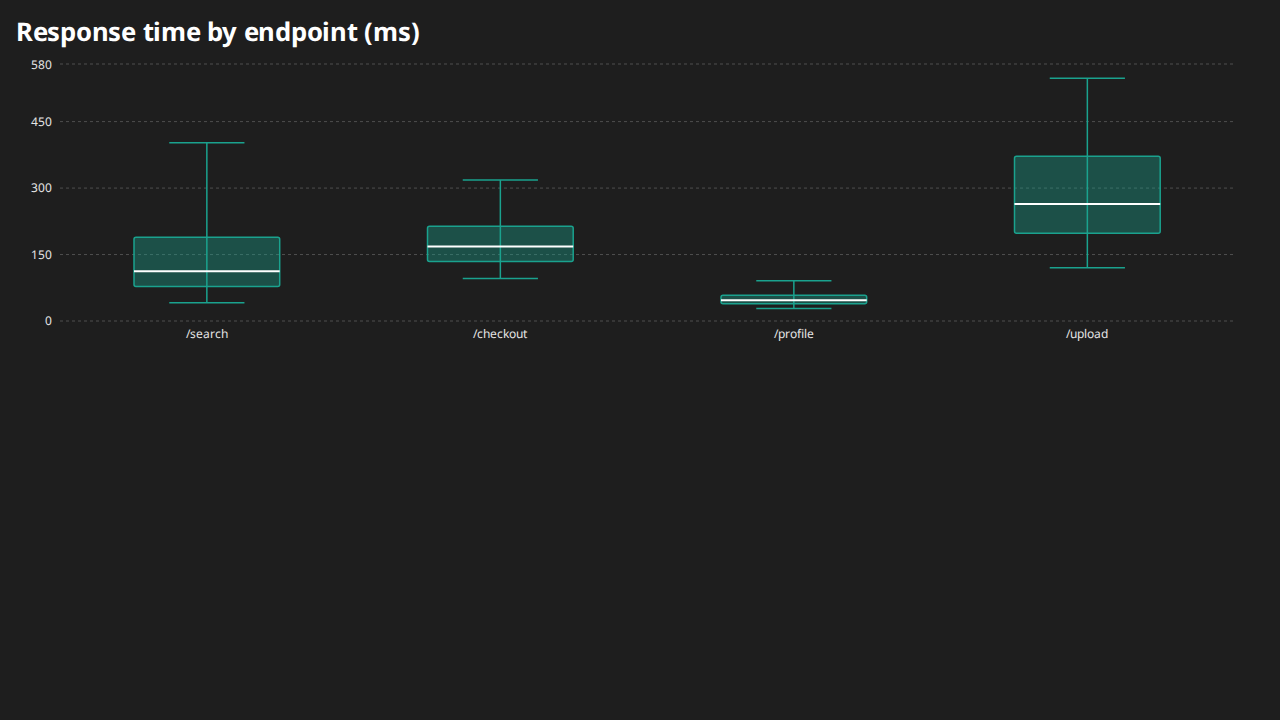 Response time by endpoint (ms)
580
450
300
150
0
/search /checkout /profile /upload